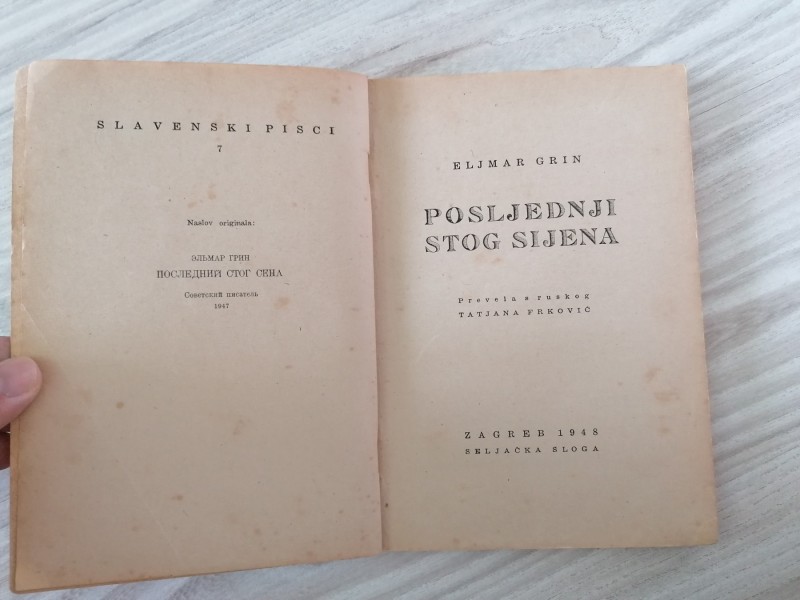 SLAVENSKI PISCI
7
Naslov originala:
ЭЛЬМАР ГРИН
ПОСЛЕДНИЙ СТОГ СЕНА
Советский писатель
1947
ELJMAR GRIN
POSLJEDNJI
STOG SIJENA
Prevela s ruskog
TATJANA FRKOVIĆ
ZAGREB 1948
SELJAČKA SLOGA